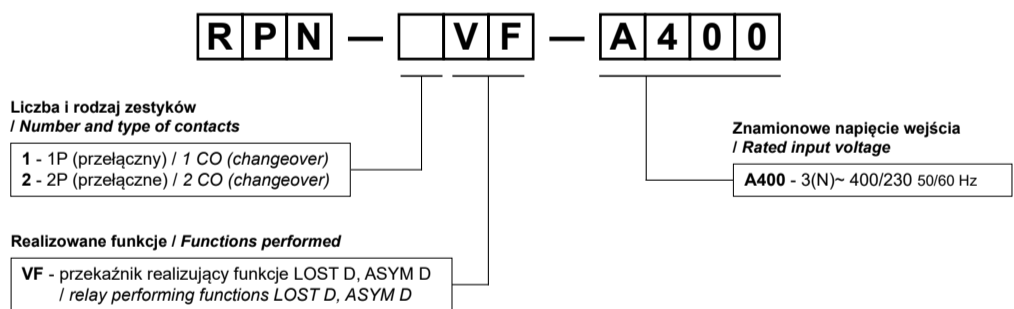 RPN — VF — A400
Liczba i rodzaj zestyków
/ Number and type of contacts
1 - 1P (przełączny) / 1 CO (changeover)
2 - 2P (przełączne) / 2 CO (changeover)
Znamionowe napięcie wejścia
/ Rated input voltage
A400 - 3(N)~ 400/230 50/60 Hz
Realizowane funkcje / Functions performed
VF - przekaźnik realizujący funkcje LOST D, ASYM D
/ relay performing functions LOST D, ASYM D